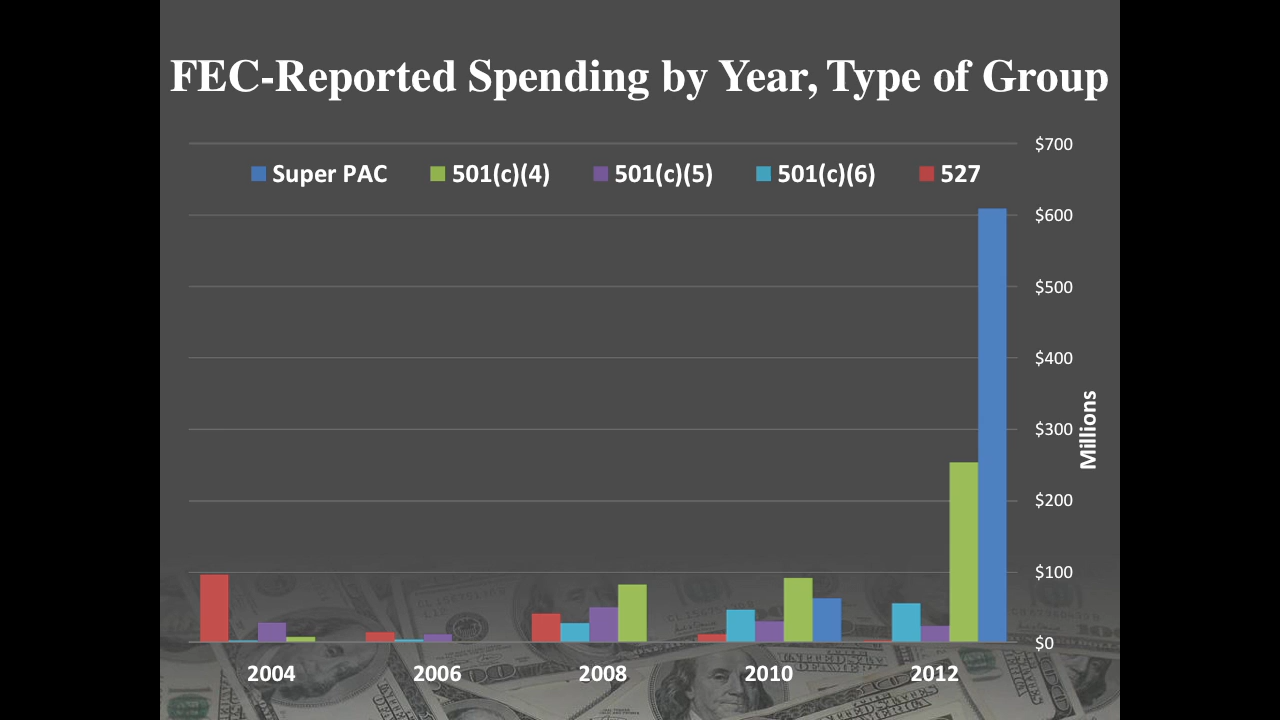 FEC-Reported Spending by Year, Type of Group
Super PAC 501(c)(4) 501(c)(5) 501(c)(6) 527
$700
$600
$500
$400
$300
$200
$100
$0
Millions
2004 2006 2008 2010 2012